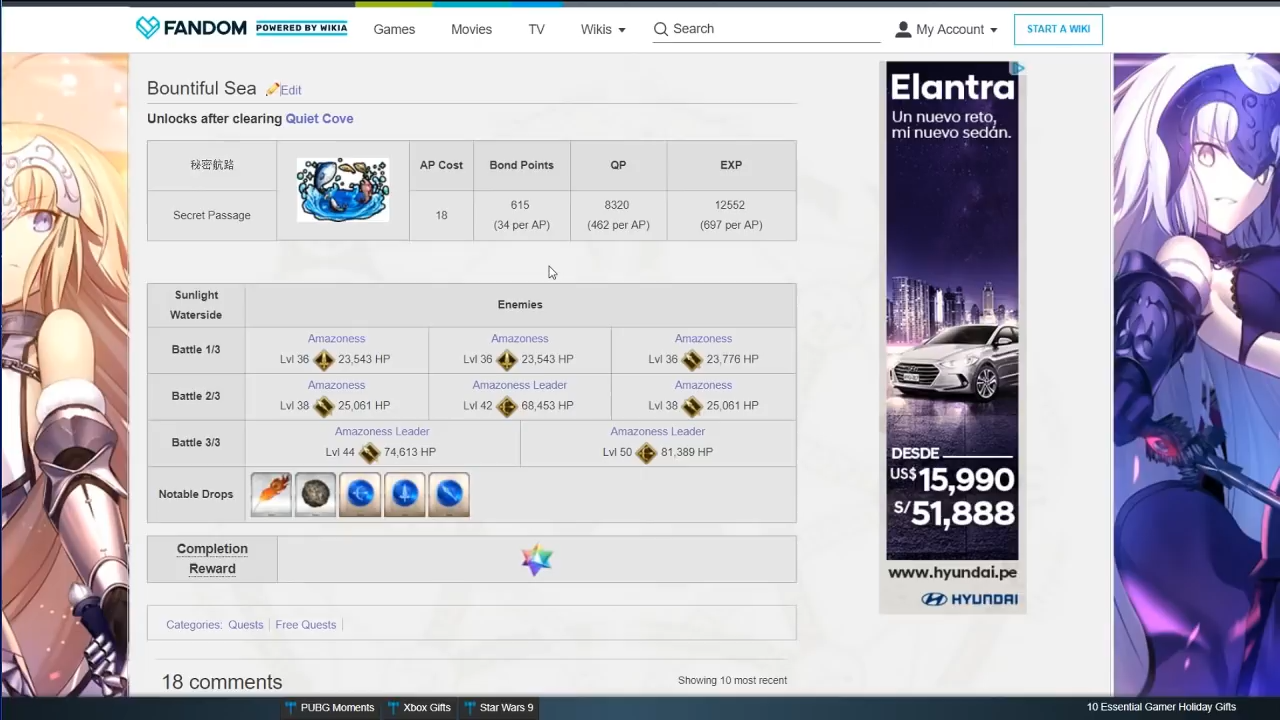 FANDOM POWERED BY WIKIA Games Movies TV Wikis Search My Account START A WIKI
Bountiful Sea Edit
Unlocks after clearing Quiet Cove
秘密航路 AP Cost Bond Points QP EXP
Secret Passage 18 615 8320 12552
(34 per AP) (462 per AP) (697 per AP)
Sunlight Waterside Enemies
Battle 1/3 Amazoness Amazoness Amazoness
Lvl 36 23,543 HP Lvl 36 23,543 HP Lvl 36 23,776 HP
Battle 2/3 Amazoness Amazoness Leader Amazoness
Lvl 38 25,061 HP Lvl 42 68,453 HP Lvl 38 25,061 HP
Battle 3/3 Amazoness Leader Amazoness Leader
Lvl 44 74,613 HP Lvl 50 81,389 HP
Notable Drops
Completion
Reward
Categories: Quests Free Quests
18 comments Showing 10 most recent
Elantra
Un nuevo reto,
mi nuevo sedán.
DESDE
US$15,990
S/51,888
www.hyundai.pe
HYUNDAI
PUBG Moments Xbox Gifts Star Wars 9 10 Essential Gamer Holiday Gifts